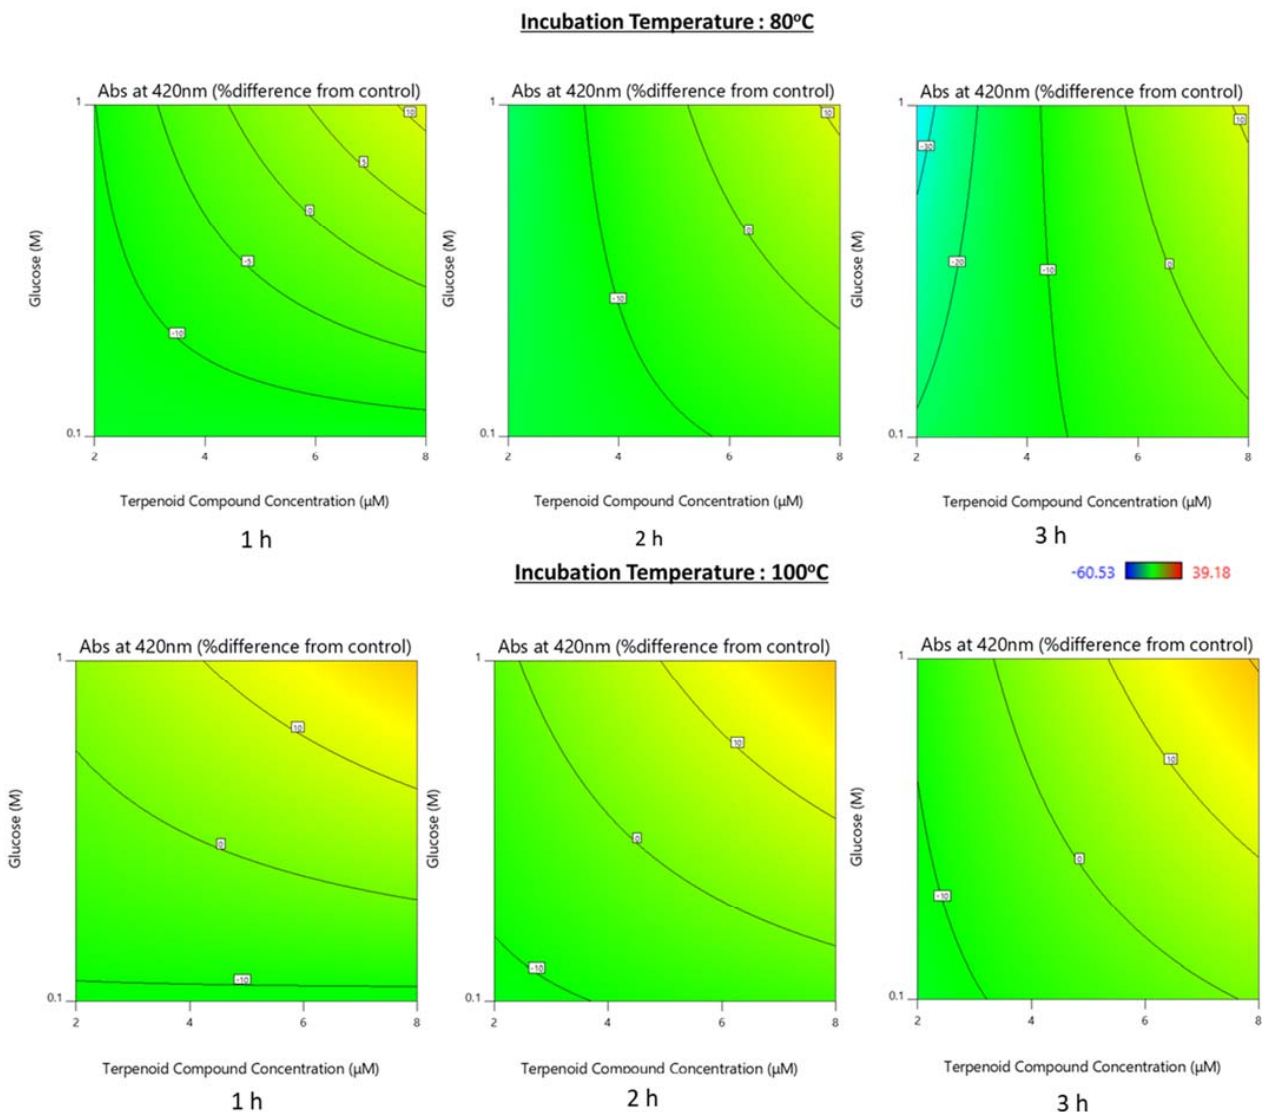 Incubation Temperature : 80°C
Abs at 420nm (%difference from control)
1
10
5
0
-5
-10
0.1
2 4 6 8
Glucose (M)
Terpenoid Compound Concentration (µM)
1 h
Abs at 420nm (%difference from control)
10
0
-10
0.1
2 4 6 8
Glucose (M)
Terpenoid Compound Concentration (µM)
2 h
Abs at 420nm (%difference from control)
1
10
-30
-20
-10
0
0.1
2 4 6 8
Glucose (M)
Terpenoid Compound Concentration (µM)
3 h
Incubation Temperature : 100°C
-60.53 39.18
Abs at 420nm (%difference from control)
1
10
0
-10
0.1
2 4 6 8
Glucose (M)
Terpenoid Compound Concentration (µM)
1 h
Abs at 420nm (%difference from control)
1
10
0
-10
0.1
2 4 6 8
Glucose (M)
Terpenoid Compound Concentration (µM)
2 h
Abs at 420nm (%difference from control)
1
10
0
-10
0.1
2 4 6 8
Glucose (M)
Terpenoid Compound Concentration (µM)
3 h